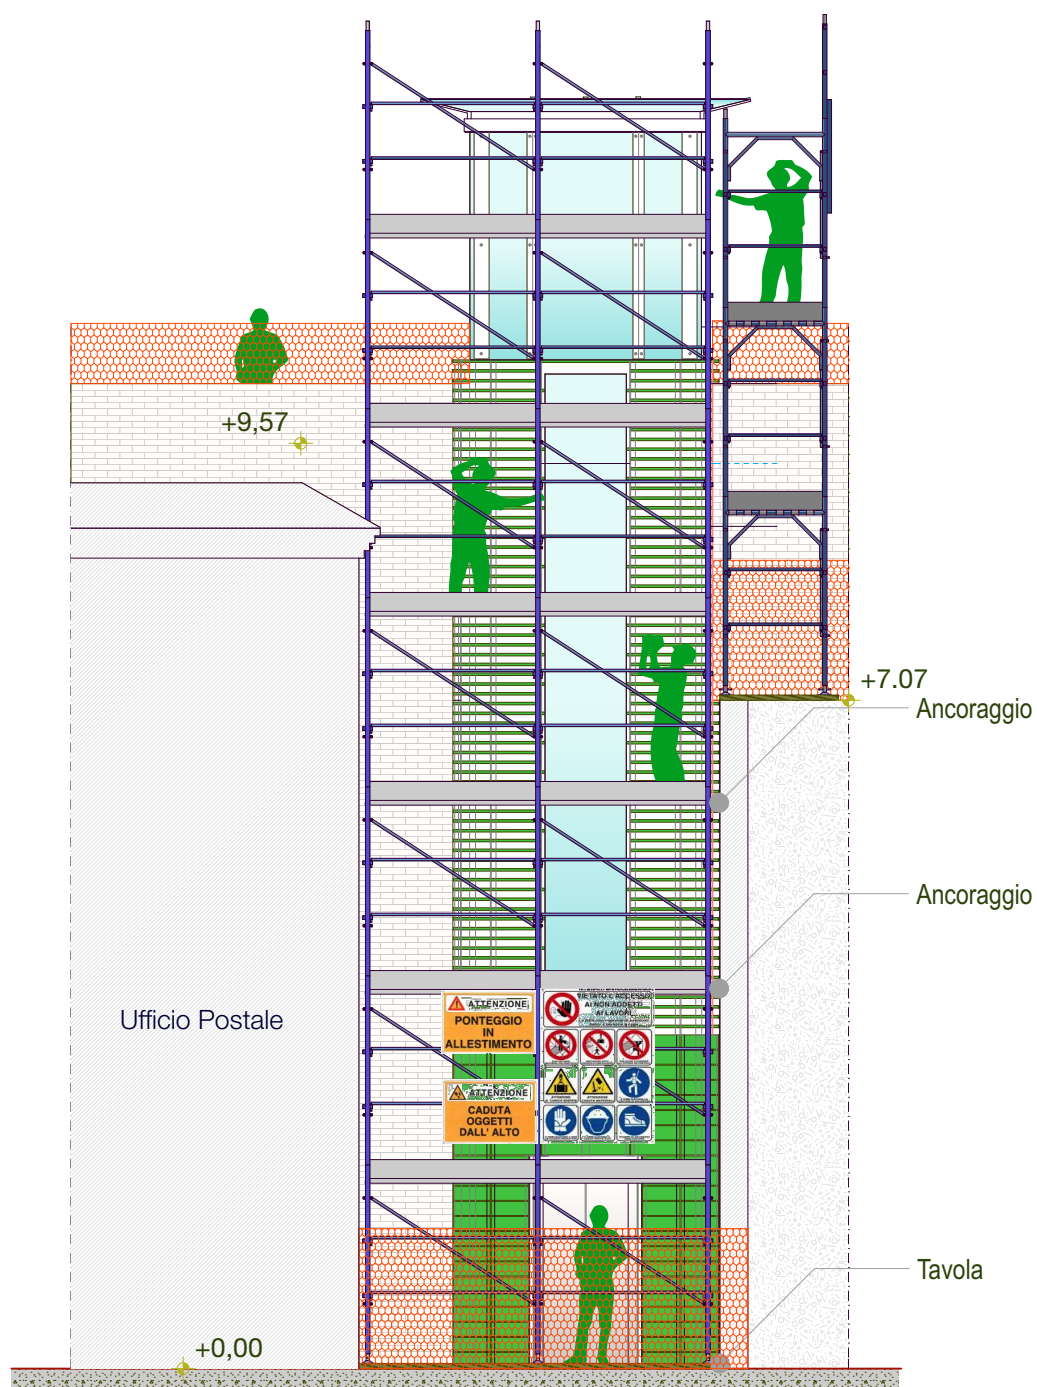 +9,57
+7.07
Ancoraggio
Ancoraggio
Ufficio Postale
ATTENZIONE
PONTEGGIO
IN
ALLESTIMENTO
VIETATO L'ACCESSO
AI NON ADDETTI
AI LAVORI
ATTENZIONE
CADUTA
OGGETTI
DALL' ALTO
Tavola
+0,00